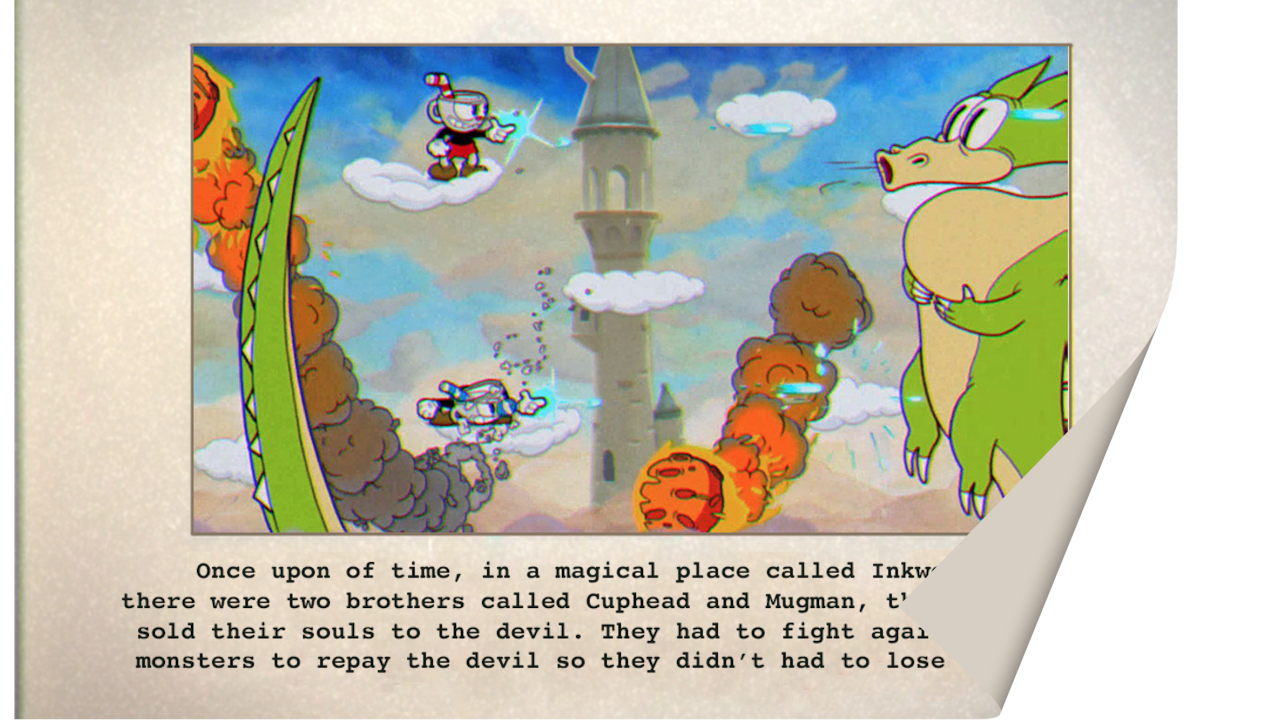 Once upon of time, in a magical place called
there were two brothers called Cuphead and Mugman,
sold their souls to the devil. They had to fight
monsters to repay the devil so they didn’t had to lose